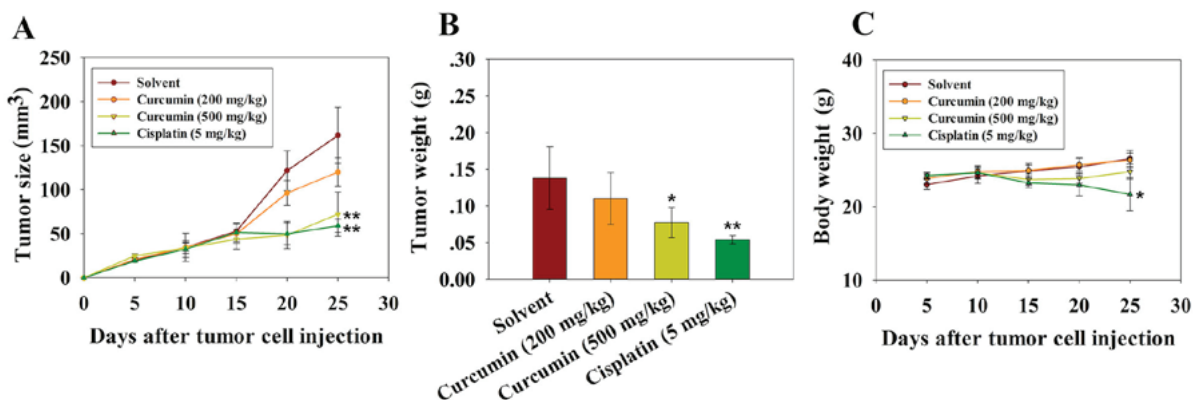 A
Tumor size (mm³)
250
200
150
100
50
0
Solvent
Curcumin (200 mg/kg)
Curcumin (500 mg/kg)
Cisplatin (5 mg/kg)
**
**
0 5 10 15 20 25 30
Days after tumor cell injection
B
Tumor weight (g)
.30
.25
.20
.15
.10
.05
0.00
*
**
Solvent
Curcumin (200 mg/kg)
Curcumin (500 mg/kg)
Cisplatin (5 mg/kg)
C
Body weight (g)
40
30
20
10
Solvent
Curcumin (200 mg/kg)
Curcumin (500 mg/kg)
Cisplatin (5 mg/kg)
*
0 5 10 15 20 25 30
Days after tumor cell injection